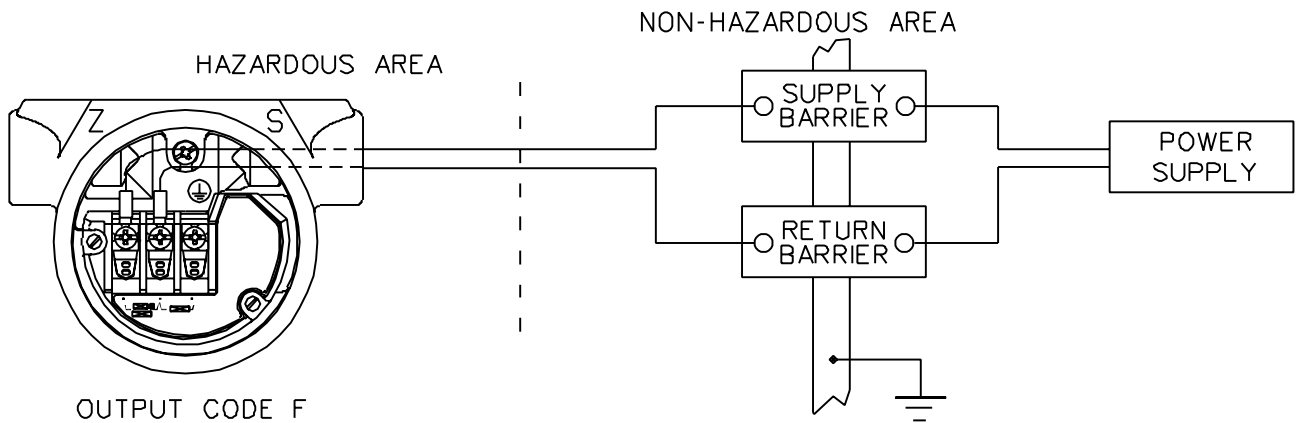 NON-HAZARDOUS AREA
HAZARDOUS AREA
SUPPLY
BARRIER
POWER
SUPPLY
Z S
RETURN
BARRIER
OUTPUT CODE F